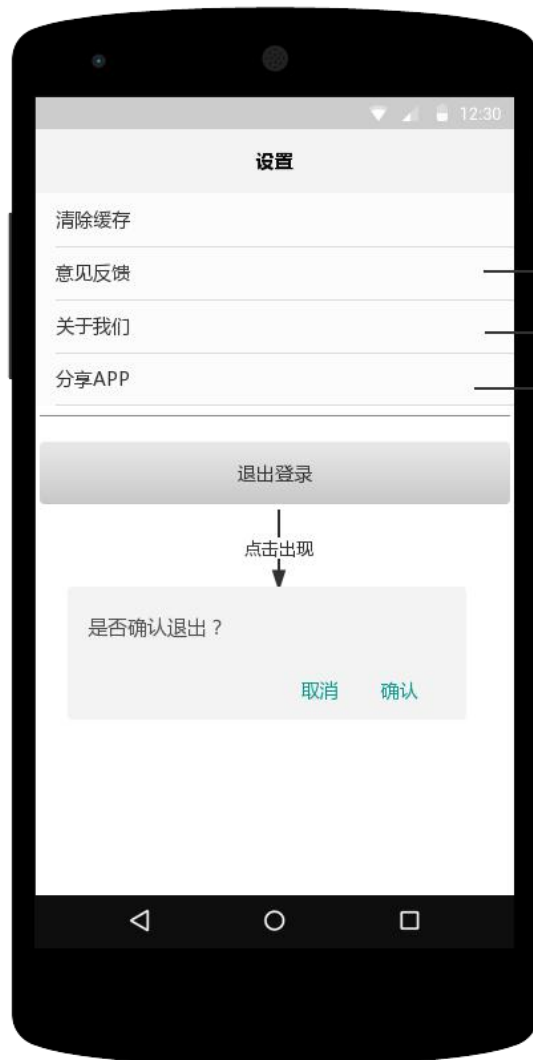 12:30
设置
清除缓存
意见反馈
关于我们
分享APP
退出登录
点击出现
是否确认退出？
取消 确认